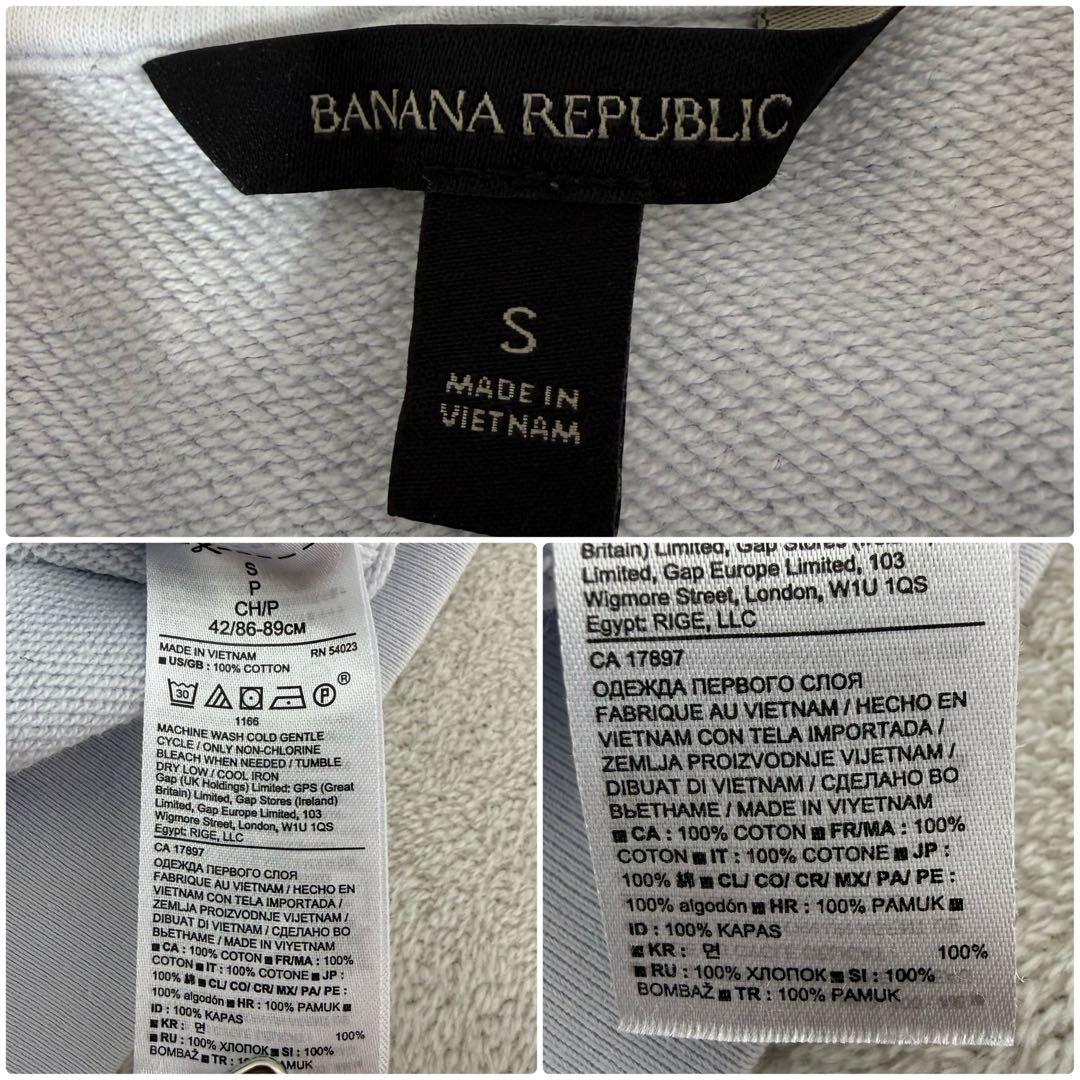 BANANA REPUBLIC
S
MADE IN
VIETNAM
S
P
CH/P
42/86-89CM
MADE IN VIETNAM RN 54023
■ US/GB : 100% COTTON
30 P ®
1166
MACHINE WASH COLD GENTLE
CYCLE / ONLY NON-CHLORINE
BLEACH WHEN NEEDED / TUMBLE
DRY LOW / COOL IRON
Gap (UK Holdings) Limited: GPS (Great
Britain) Limited, Gap Stores (Ireland)
Limited, Gap Europe Limited, 103
Wigmore Street, London, W1U 1QS
Egypt: RIGE, LLC
CA 17897
ОДЕЖДА ПЕРВОГО СЛОЯ
FABRIQUE AU VIETNAM / HECHO EN
VIETNAM CON TELA IMPORTADA /
ZEMLJA PROIZVODNJE VIJETNAM /
DIBUAT DI VIETNAM / СДЕЛАНО ВО
ВЬЕТНАМЕ / MADE IN VIYETNAM
■ CA : 100% COTON ■ FR/MA : 100%
COTON ■ IT : 100% COTONE ■ JP :
100% 綿 ■ CL/ CO/ CR/ MX/ PA/ PE :
100% algodón ■ HR : 100% PAMUK ■
ID : 100% KAPAS
■ KR : 면 100%
■ RU : 100% ХЛОПОК ■ SI : 100%
BOMBAŽ ■ TR : AMUK
Britain) Limited, Gap Stores
Limited, Gap Europe Limited, 103
Wigmore Street, London, W1U 1QS
Egypt: RIGE, LLC
CA 17897
ОДЕЖДА ПЕРВОГО СЛОЯ
FABRIQUE AU VIETNAM / HECHO EN
VIETNAM CON TELA IMPORTADA /
ZEMLJA PROIZVODNJE VIJETNAM /
DIBUAT DI VIETNAM / СДЕЛАНО ВО
ВЬЕТНАМЕ / MADE IN VIYETNAM
■ CA : 100% COTON ■ FR/MA : 100%
COTON ■ IT : 100% COTONE ■ JP :
100% 綿 ■ CL/ CO/ CR/ MX/ PA/ PE :
100% algodón ■ HR : 100% PAMUK ■
ID : 100% KAPAS
■ KR : 면 100%
■ RU : 100% ХЛОПОК ■ SI : 100%
BOMBAŽ ■ TR : 100% PAMUK